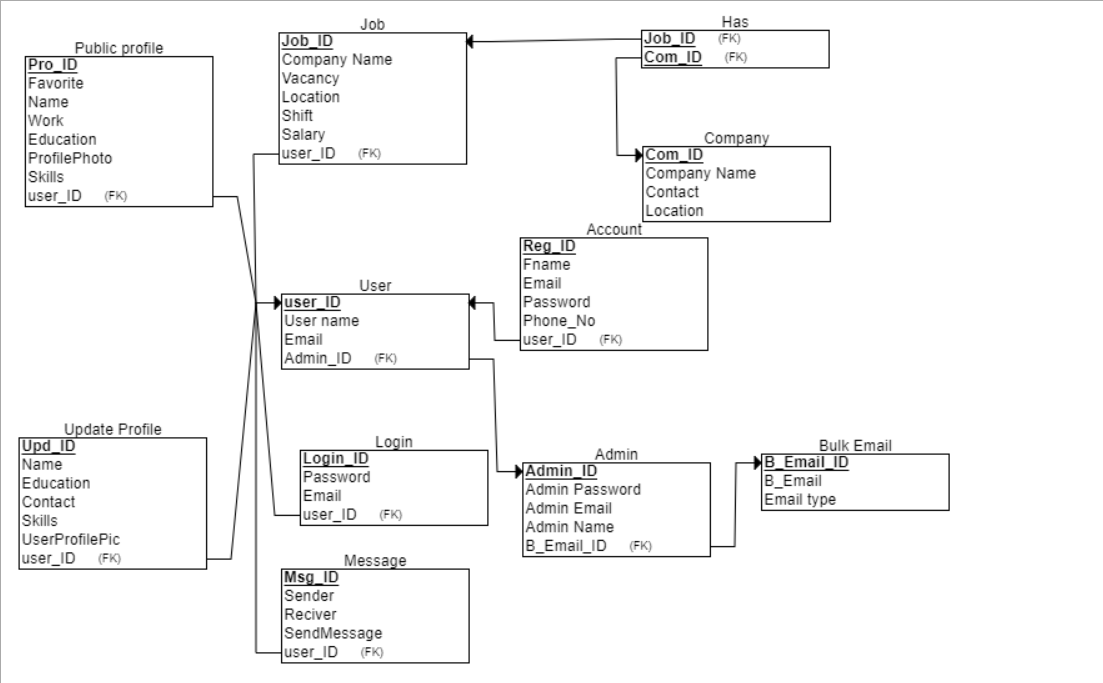 Public profile
Pro_ID
Favorite
Name
Work
Education
ProfilePhoto
Skills
user_ID (FK)
Job
Job_ID
Company Name
Vacancy
Location
Shift
Salary
user_ID (FK)
Has
Job_ID (FK)
Com_ID (FK)
Company
Com_ID
Company Name
Contact
Location
Account
Reg_ID
Fname
Email
Password
Phone_No
user_ID (FK)
User
user_ID
User name
Email
Admin_ID (FK)
Update Profile
Upd_ID
Name
Education
Contact
Skills
UserProfilePic
user_ID (FK)
Login
Login_ID
Password
Email
user_ID (FK)
Admin
Admin_ID
Admin Password
Admin Email
Admin Name
B_Email_ID (FK)
Bulk Email
B_Email_ID
B_Email
Email type
Message
Msg_ID
Sender
Reciver
SendMessage
user_ID (FK)